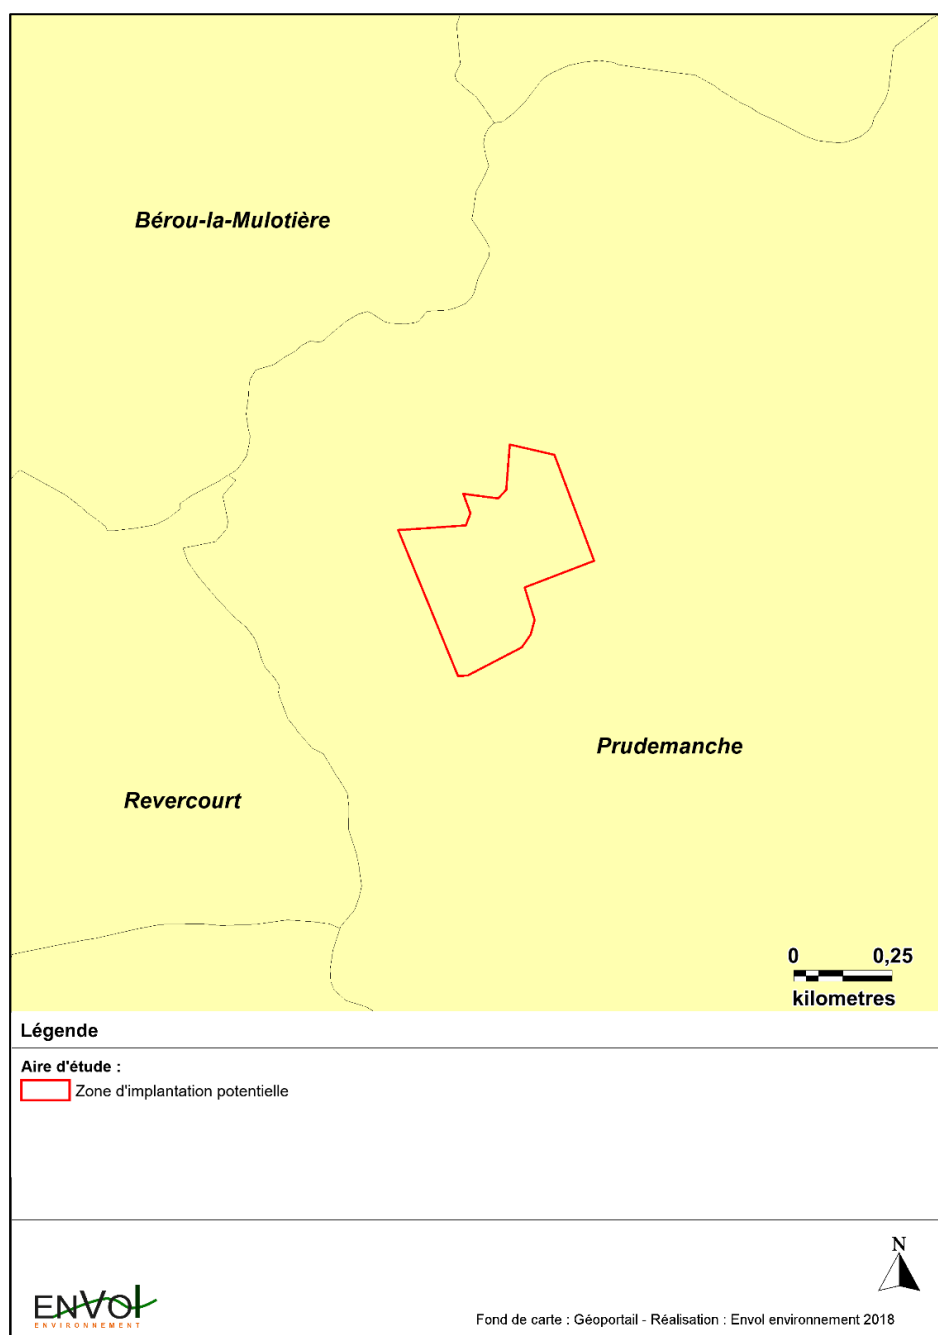 Bérou-la-Mulotière
Prudemanche
Revercourt
0 0,25
kilometres
Légende
Aire d'étude :
Zone d'implantation potentielle
N
ENVOl
ENVIRONNEMENT
Fond de carte : Géoportail - Réalisation : Envol environnement 2018